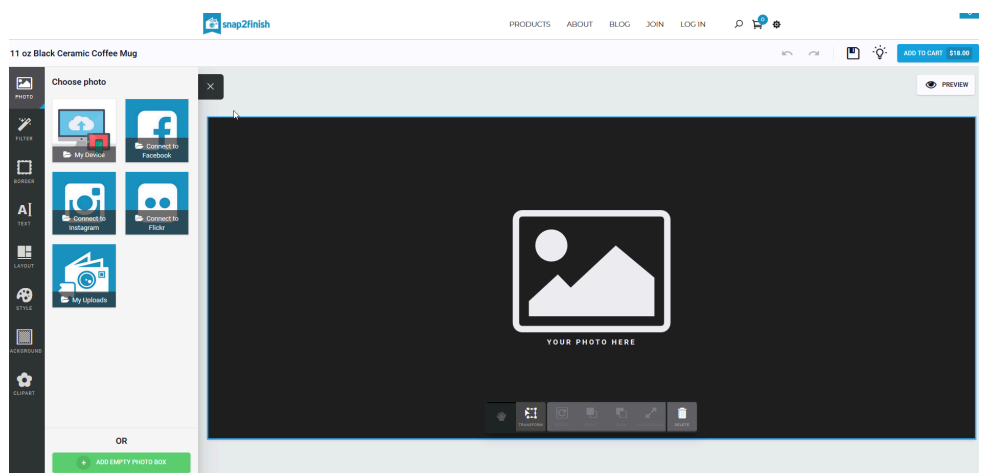 snap2finish
PRODUCTS ABOUT BLOG JOIN LOG IN
11 oz Black Ceramic Coffee Mug
ADD TO CART $18.00
PHOTO
FILTER
BORDER
TEXT
LAYOUT
STYLE
ACKGROUND
CLIPART
Choose photo
My Device
Connect to
Facebook
Connect to
Instagram
Connect to
Flickr
My Uploads
OR
ADD EMPTY PHOTO BOX
PREVIEW
YOUR PHOTO HERE
TRANSFORM
DELETE